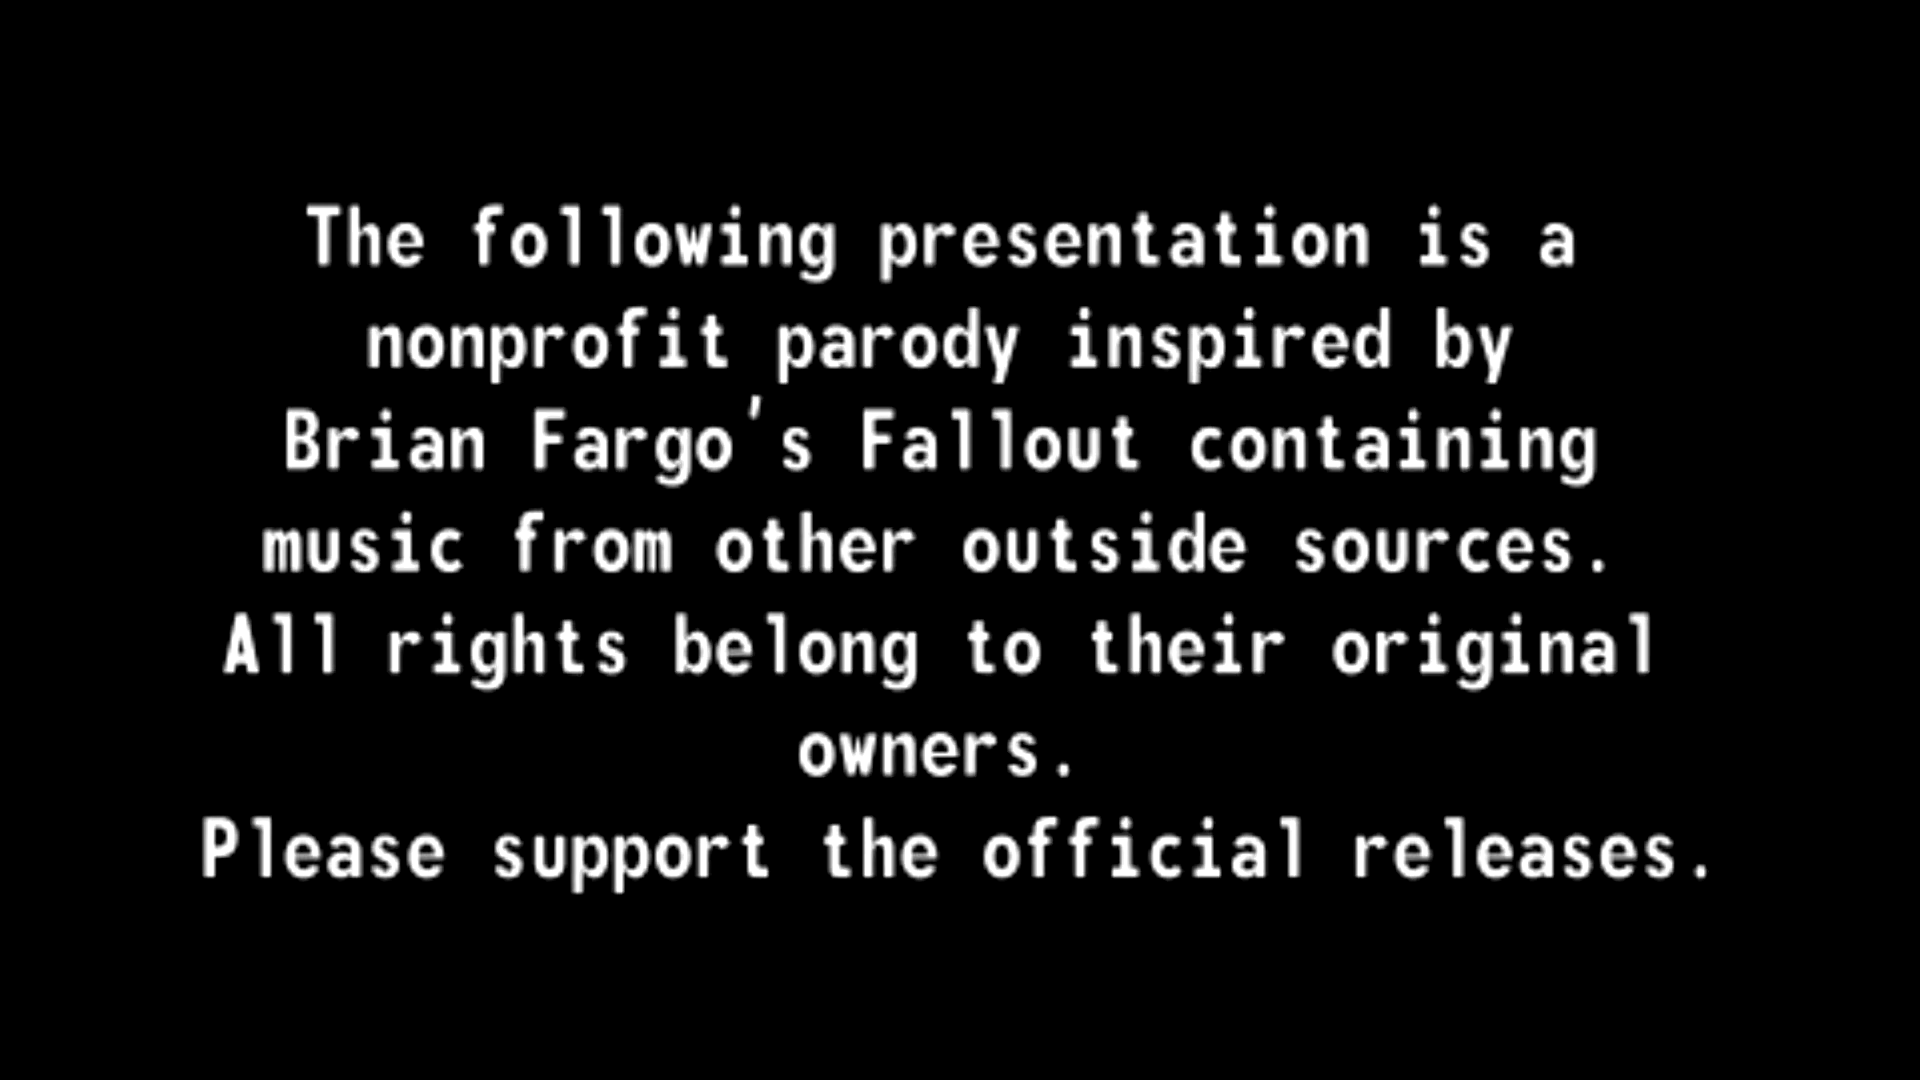 The following presentation is a
nonprofit parody inspired by
Brian Fargo's Fallout containing
music from other outside sources.
All rights belong to their original
owners.
Please support the official releases.